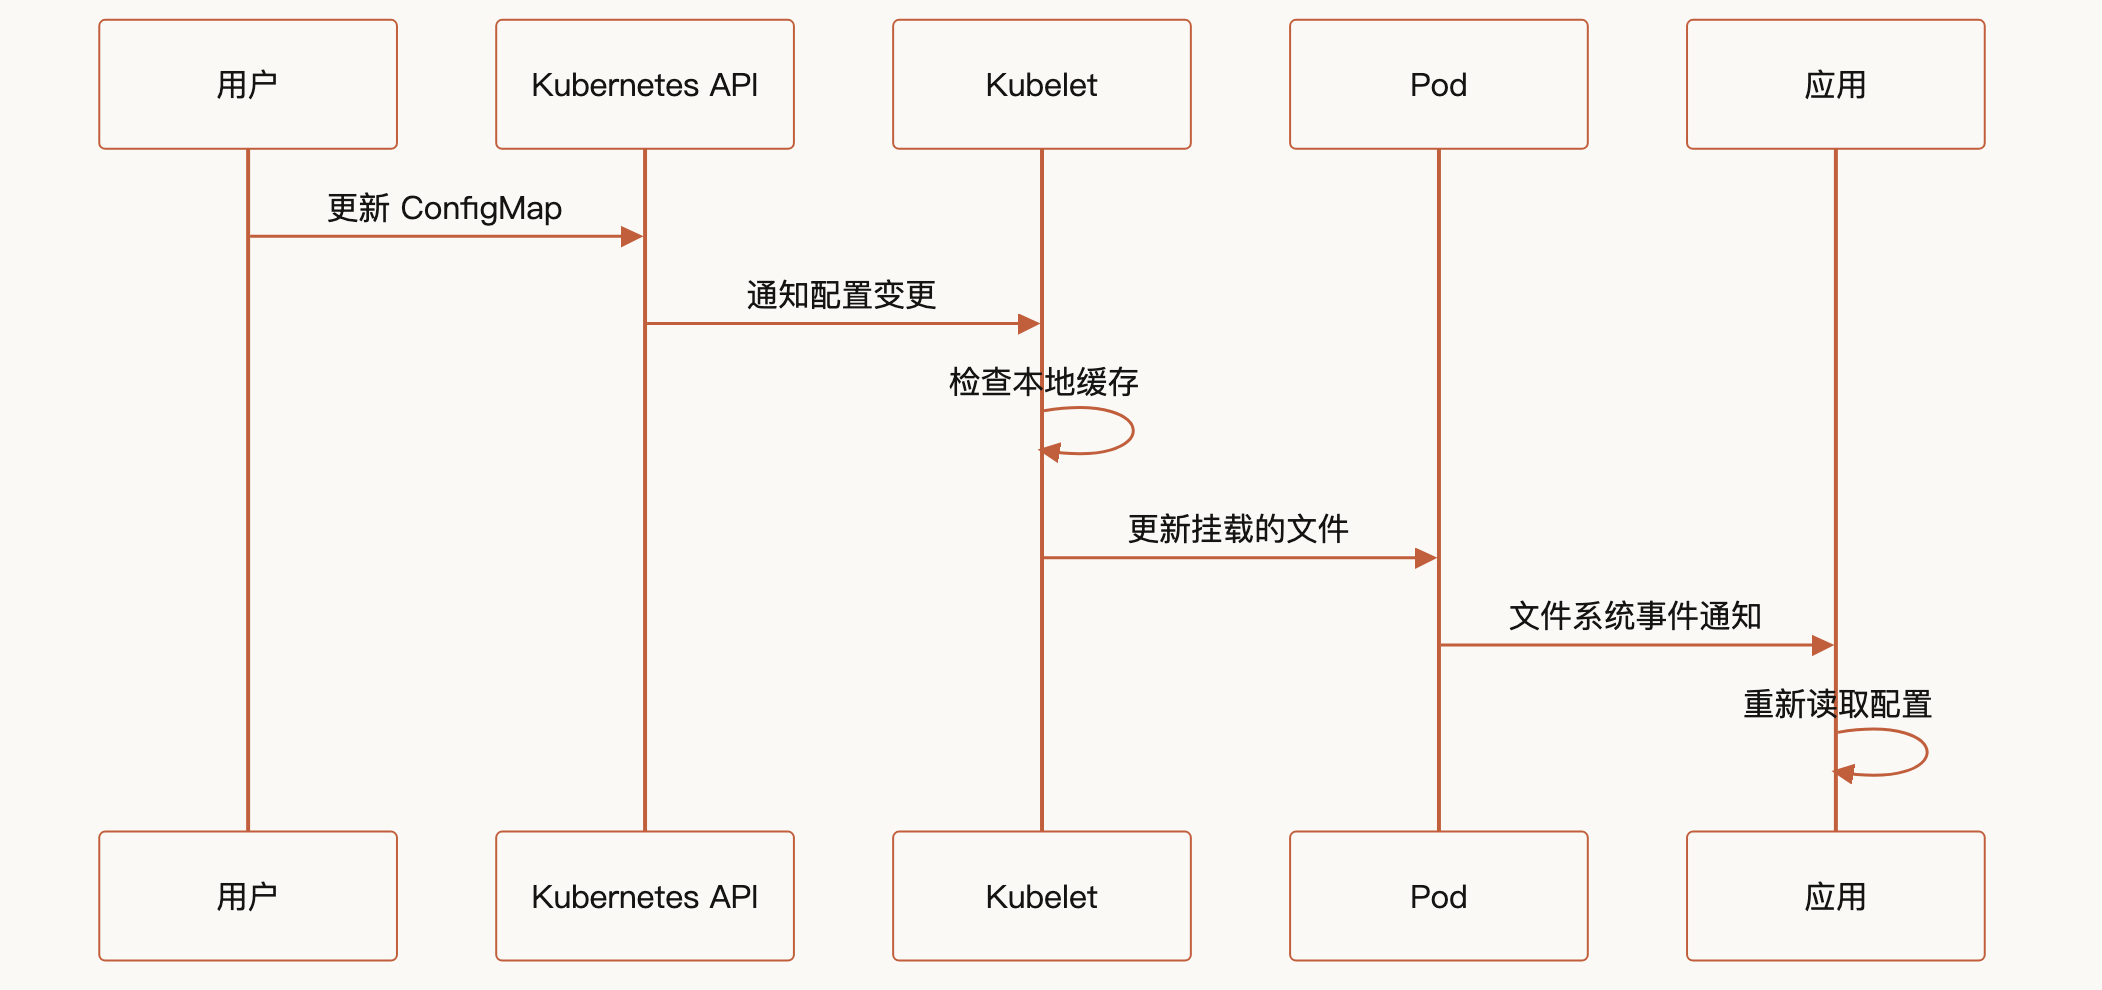 用户
Kubernetes API
Kubelet
Pod
应用
更新 ConfigMap
通知配置变更
检查本地缓存
更新挂载的文件
文件系统事件通知
重新读取配置
用户
Kubernetes API
Kubelet
Pod
应用